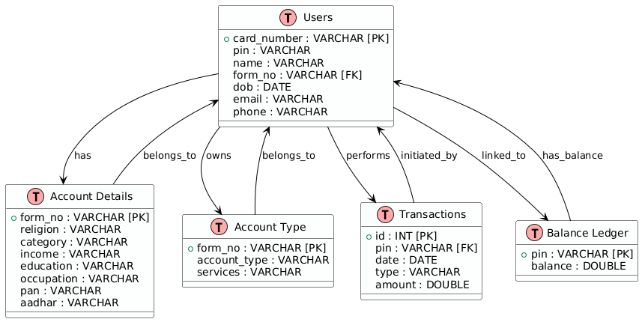 T Users
card_number : VARCHAR [PK]
pin : VARCHAR
name : VARCHAR
form_no : VARCHAR [FK]
dob : DATE
email : VARCHAR
phone : VARCHAR
has
belongs_to
owns
belongs_to
performs
initiated_by
linked_to
has_balance
T Account Details
form_no : VARCHAR [PK]
religion : VARCHAR
category : VARCHAR
income : VARCHAR
education : VARCHAR
occupation : VARCHAR
pan : VARCHAR
aadhar : VARCHAR
T Account Type
form_no : VARCHAR [PK]
account_type : VARCHAR
services : VARCHAR
T Transactions
id : INT [PK]
pin : VARCHAR [FK]
date : DATE
type : VARCHAR
amount : DOUBLE
T Balance Ledger
pin : VARCHAR [PK]
balance : DOUBLE